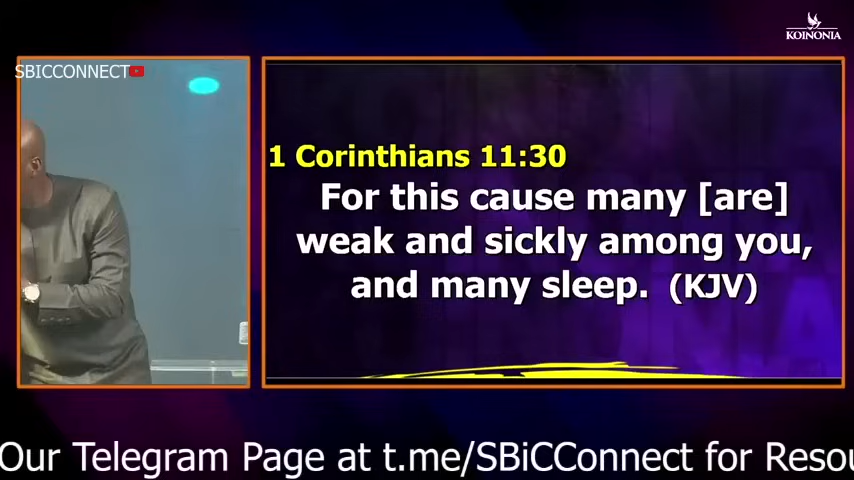 KOINONIA
SBICCONNECT
1 Corinthians 11:30
For this cause many [are]
weak and sickly among you,
and many sleep. (KJV)
Our Telegram Page at t.me/SBiCConnect for